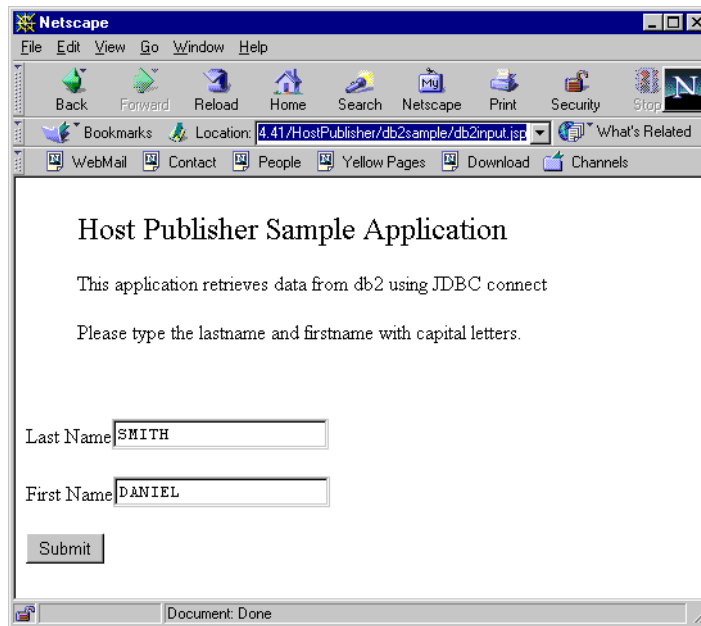 Netscape
File Edit View Go Window Help
Back Forward Reload Home Search Netscape Print Security Stop N
My
Bookmarks Location: 4.41/HostPublisher/db2sample/db2input.jsp What's Related
WebMail Contact People Yellow Pages Download Channels
Host Publisher Sample Application
This application retrieves data from db2 using JDBC connect
Please type the lastname and firstname with capital letters.
Last Name SMITH
First Name DANIEL
Submit
Document: Done